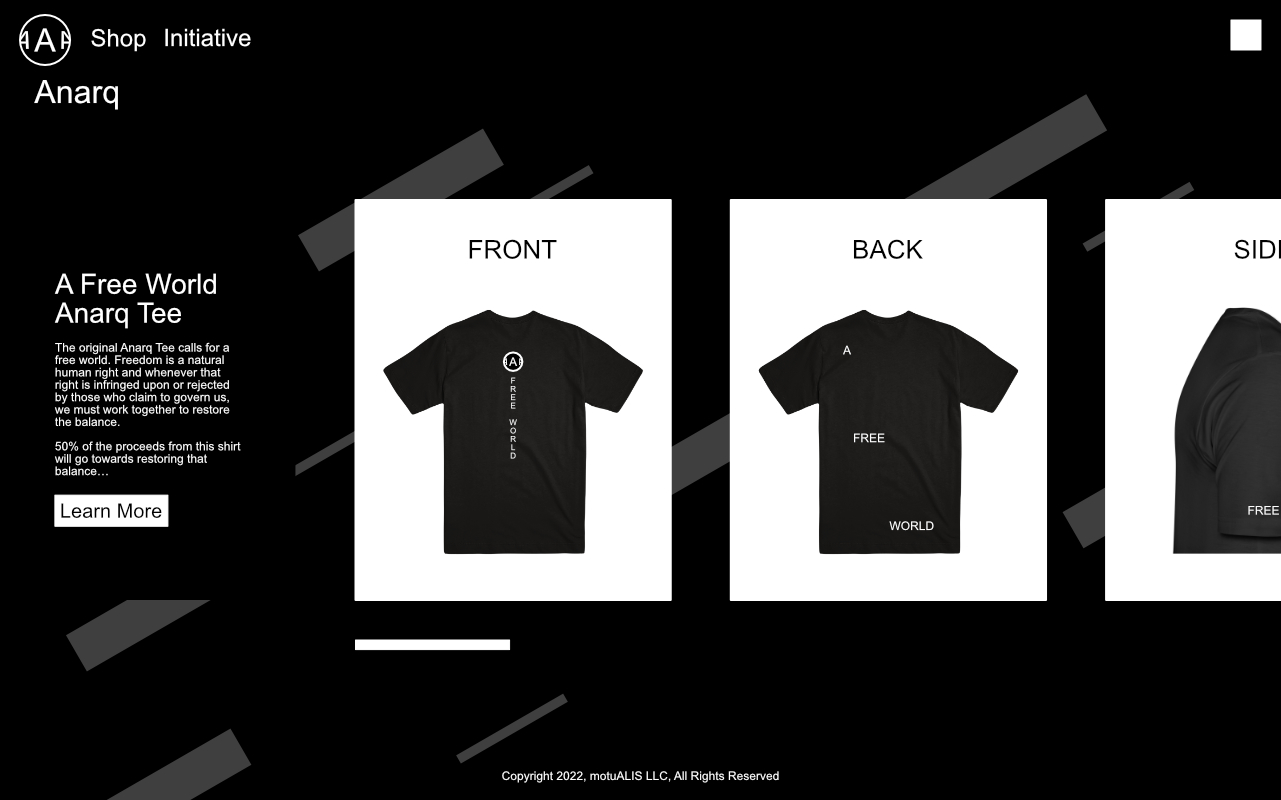 AAA
Shop Initiative
Anarq
A Free World
Anarq Tee
The original Anarq Tee calls for a
free world. Freedom is a natural
human right and whenever that
right is infringed upon or rejected
by those who claim to govern us,
we must work together to restore
the balance.
50% of the proceeds from this shirt
will go towards restoring that
balance…
Learn More
FRONT
AAA
FREE WORLD
BACK
A
FREE
WORLD
SIDE
FREE
Copyright 2022, motuALIS LLC, All Rights Reserved